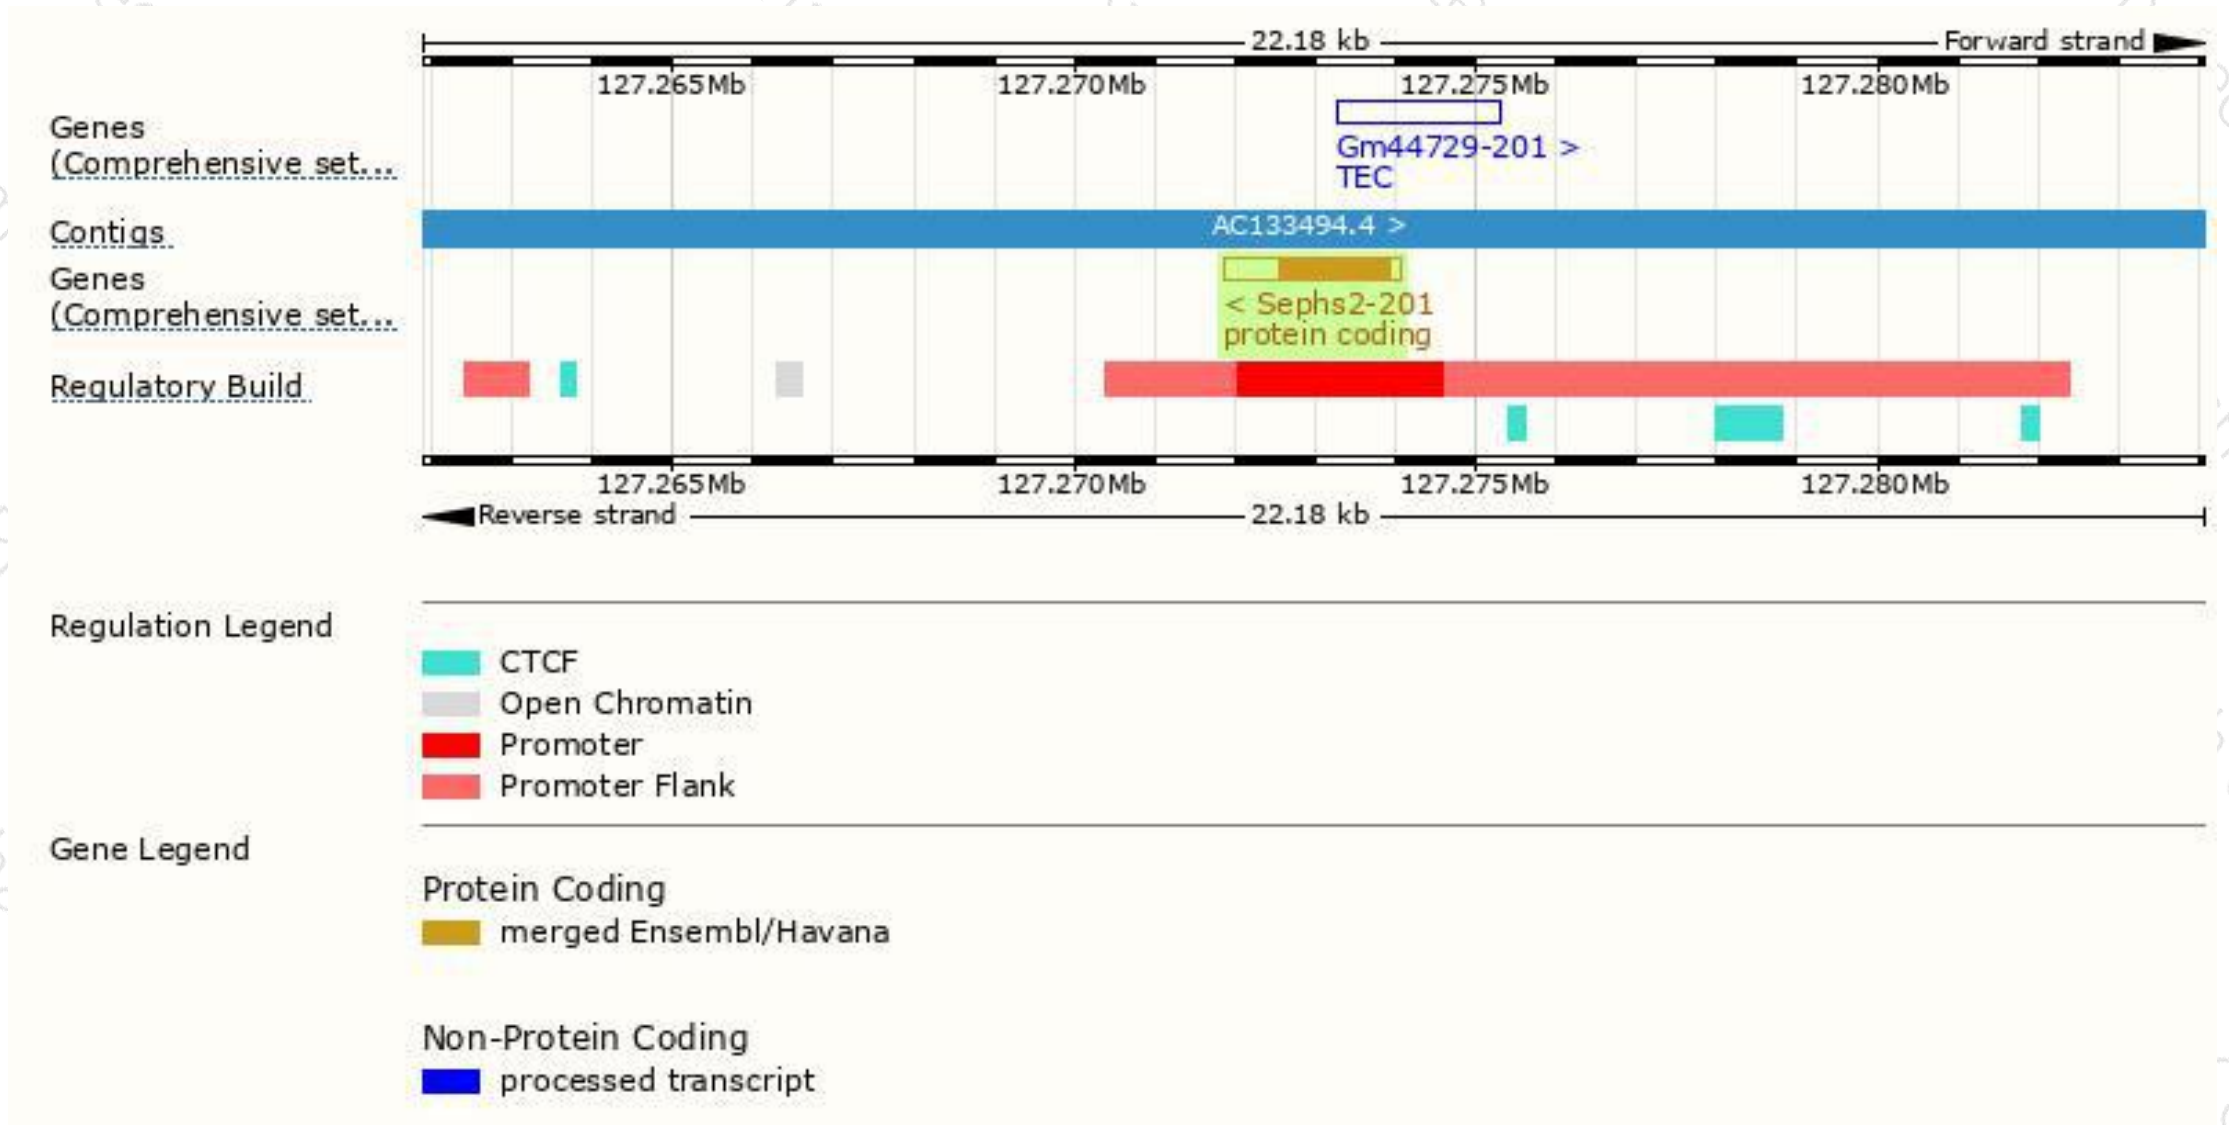 22.18 kb Forward strand
127.265Mb 127.270Mb 127.275Mb 127.280Mb
Genes
(Comprehensive set...
Gm44729-201 >
TEC
Contigs
AC133494.4 >
Genes
(Comprehensive set...
< Sephs2-201
protein coding
Regulatory Build
127.265Mb 127.270Mb 127.275Mb 127.280Mb
Reverse strand 22.18 kb
Regulation Legend
CTCF
Open Chromatin
Promoter
Promoter Flank
Gene Legend
Protein Coding
merged Ensembl/Havana
Non-Protein Coding
processed transcript